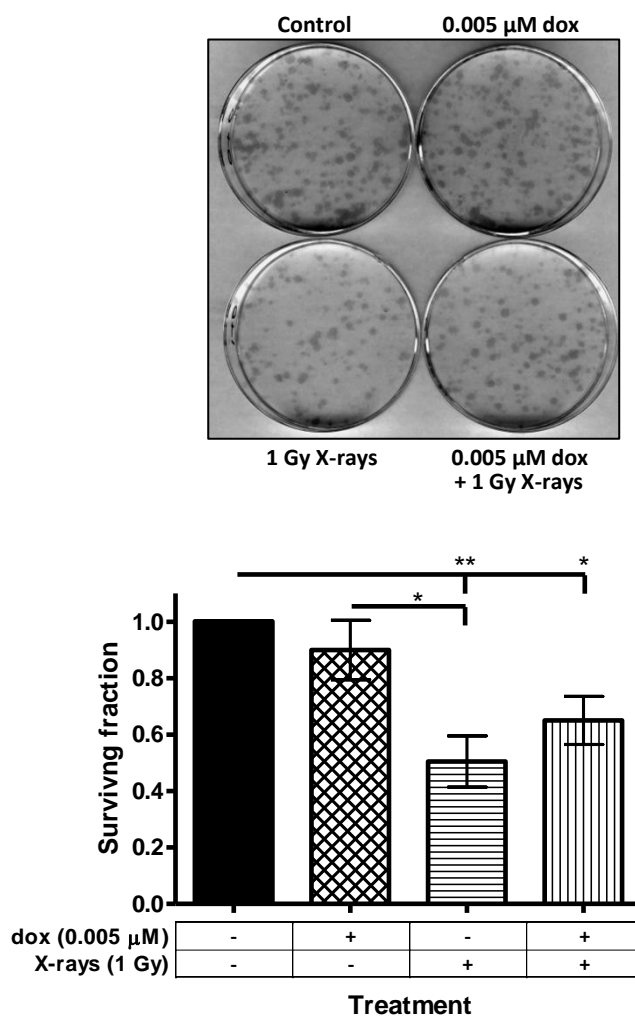 Control 0.005 µM dox
1 Gy X-rays 0.005 µM dox
+ 1 Gy X-rays
** *
*
1.0
0.8
0.6
0.4
0.2
0.0
Survivng fraction
dox (0.005 µM) - + - +
X-rays (1 Gy) - - + +
Treatment